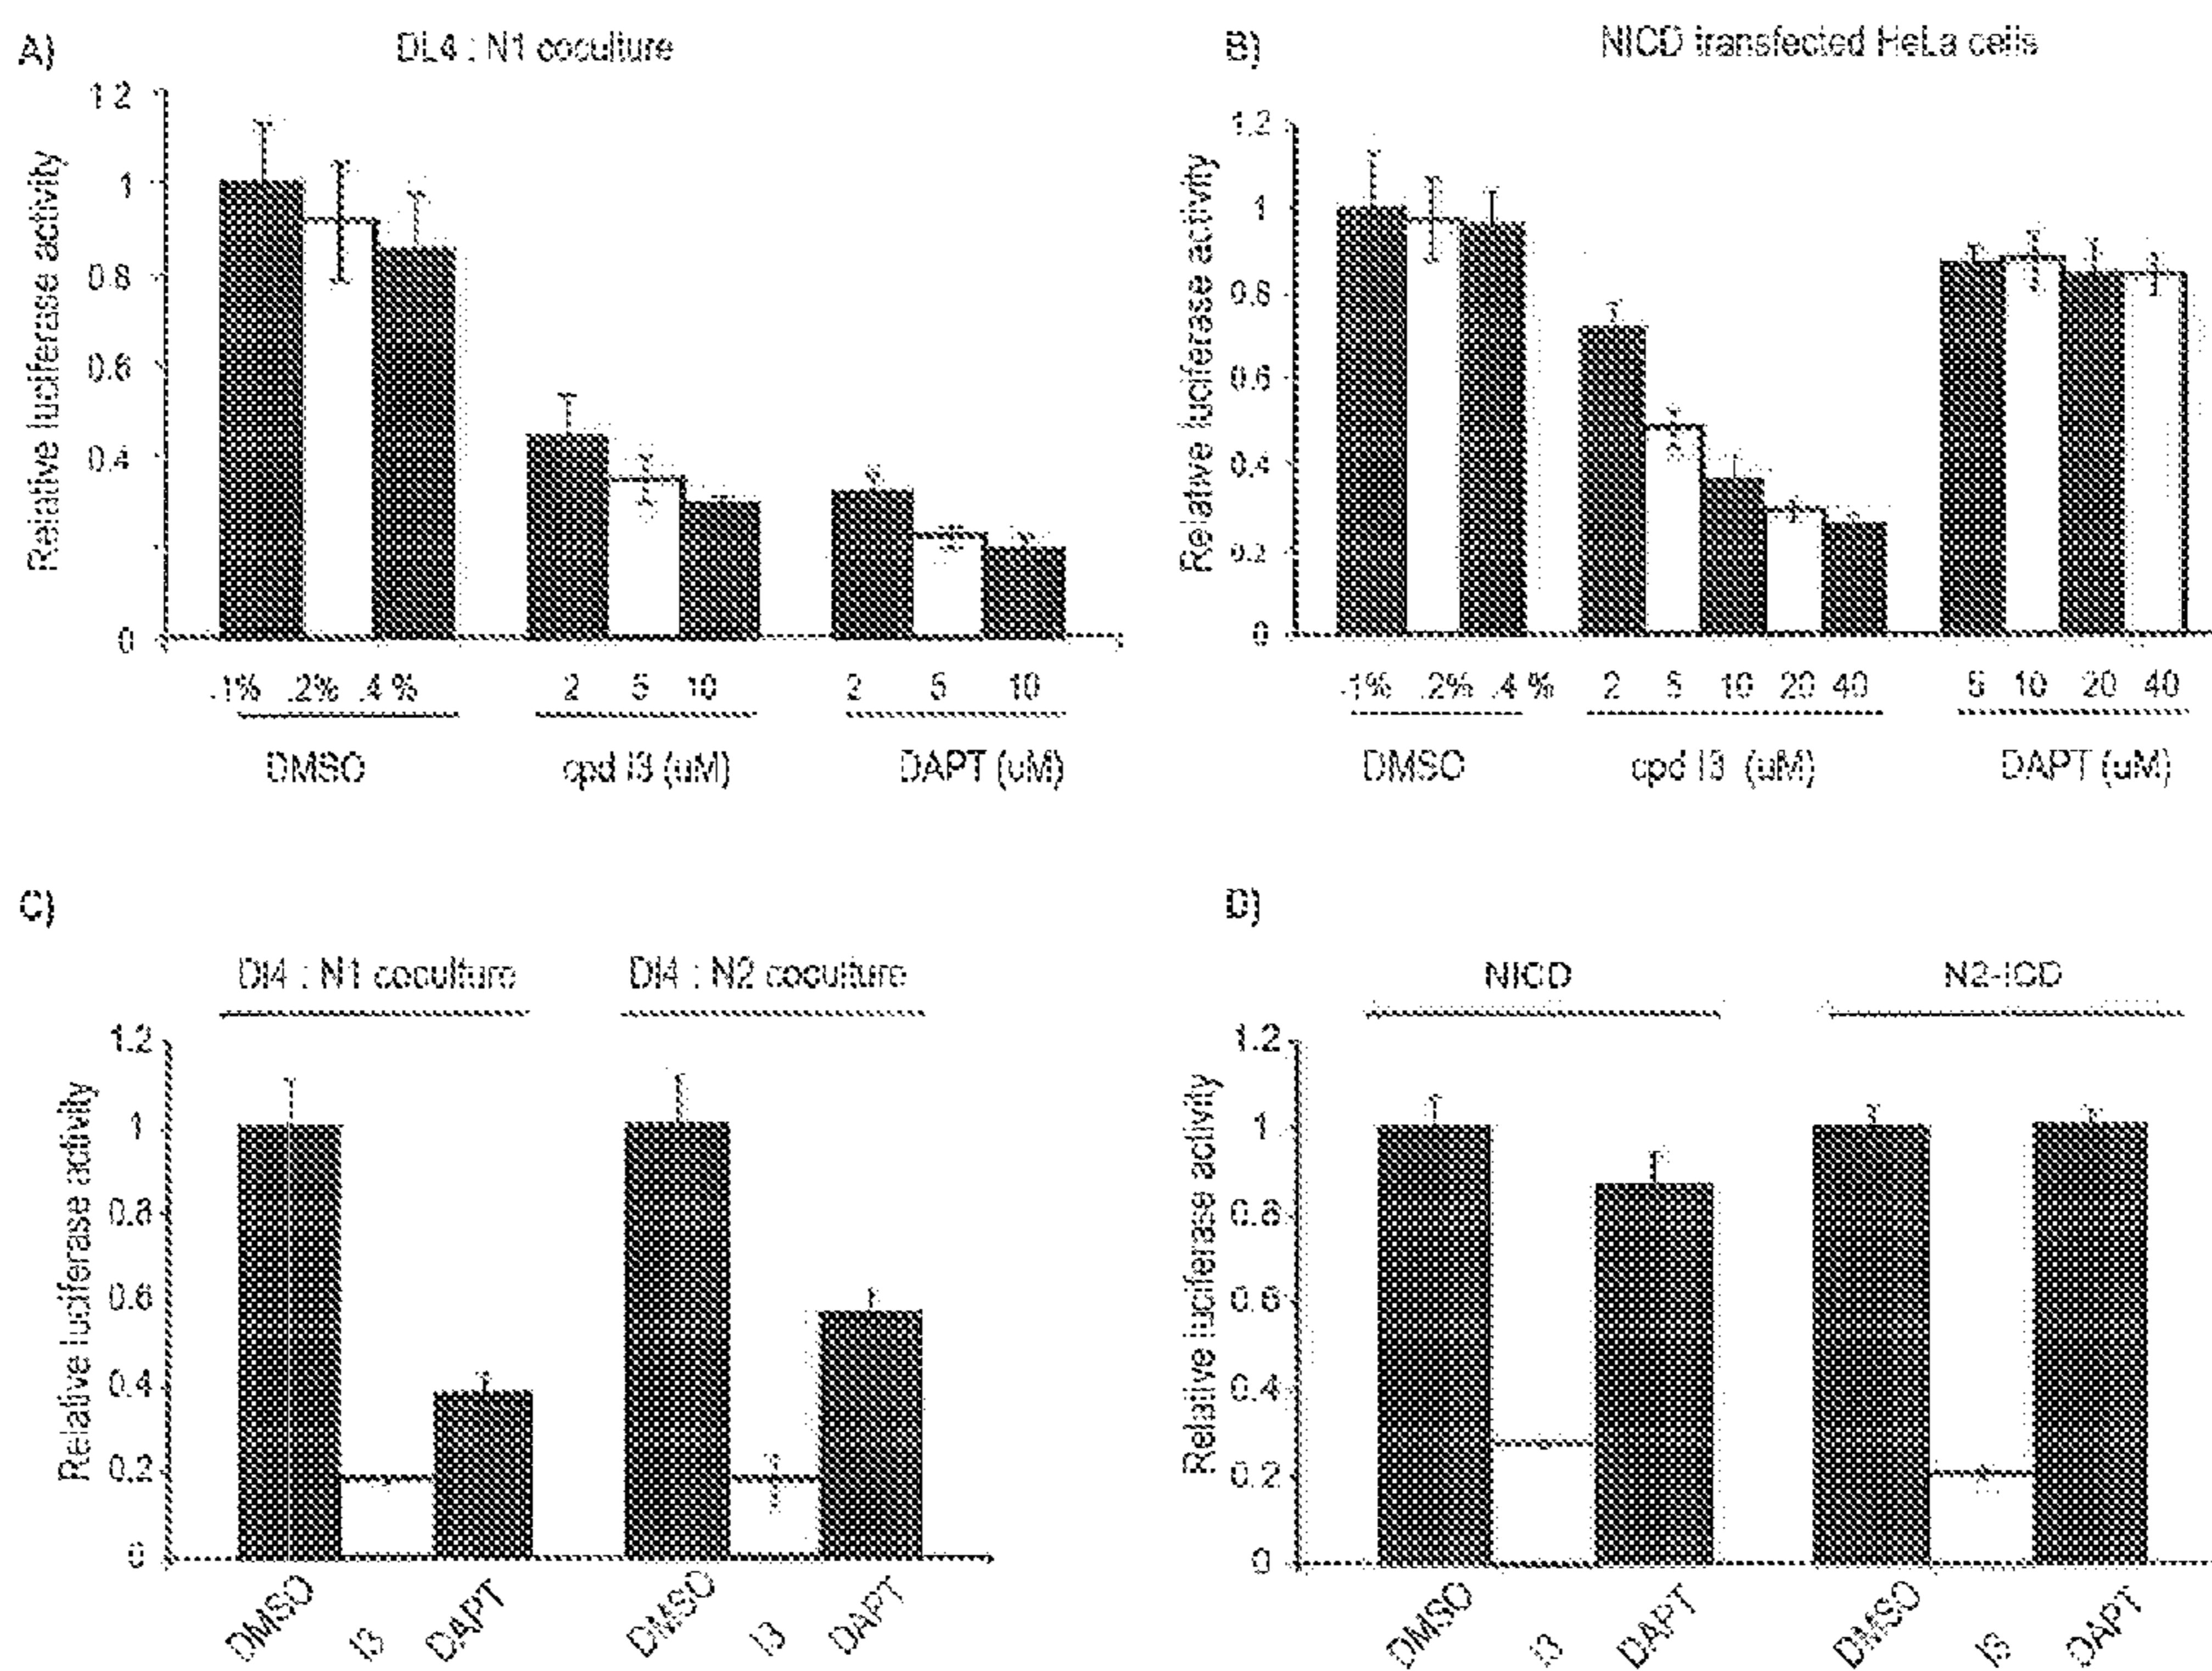 A)
DL4 : N1 coculture
Relative luciferase activity
1.2
1
0.8
0.6
0.4
0
.1% .2% .4 %
2 5 10
2 5 10
DMSO
cpd I3 (uM)
DAPT (uM)
B)
NICD transfected HeLa cells
Relative luciferase activity
1.2
1
0.8
0.6
0.4
0.2
0
.1% .2% .4 %
2 5 10 20 40
5 10 20 40
DMSO
cpd I3 (uM)
DAPT (uM)
C)
Dl4 : N1 coculture
Dl4 : N2 coculture
Relative luciferase activity
1.2
1
0.8
0.6
0.4
0.2
0
DMSO
I3
DAPT
DMSO
I3
DAPT
D)
NICD
N2-ICD
Relative luciferase activity
1.2
1
0.8
0.6
0.4
0.2
0
DMSO
I3
DAPT
DMSO
I3
DAPT